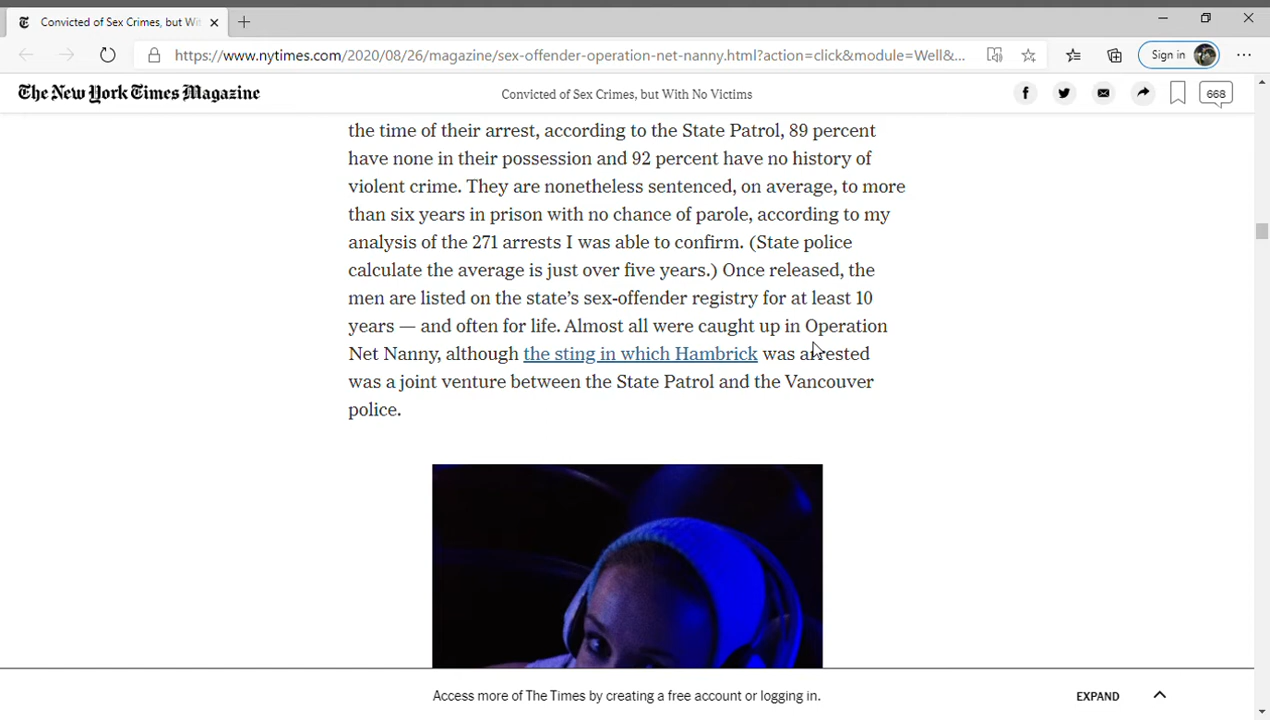 Convicted of Sex Crimes, but Wi
https://www.nytimes.com/2020/08/26/magazine/sex-offender-operation-net-nanny.html?action=click&module=Well&...
Sign in
The New York Times Magazine
Convicted of Sex Crimes, but With No Victims
668
the time of their arrest, according to the State Patrol, 89 percent
have none in their possession and 92 percent have no history of
violent crime. They are nonetheless sentenced, on average, to more
than six years in prison with no chance of parole, according to my
analysis of the 271 arrests I was able to confirm. (State police
calculate the average is just over five years.) Once released, the
men are listed on the state’s sex-offender registry for at least 10
years — and often for life. Almost all were caught up in Operation
Net Nanny, although the sting in which Hambrick was arrested
was a joint venture between the State Patrol and the Vancouver
police.
Access more of The Times by creating a free account or logging in.
EXPAND